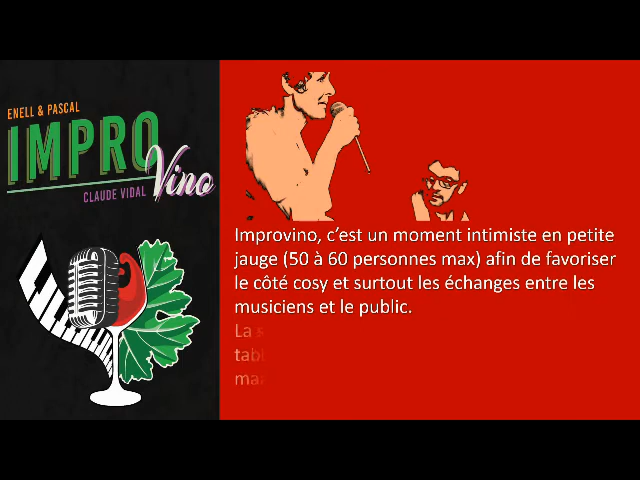 ENELL & PASCAL
IMPRO
Vino
CLAUDE VIDAL
Improvino, c’est un moment intimiste en petite
jauge (50 à 60 personnes max) afin de favoriser
le côté cosy et surtout les échanges entre les
musiciens et le public.
La